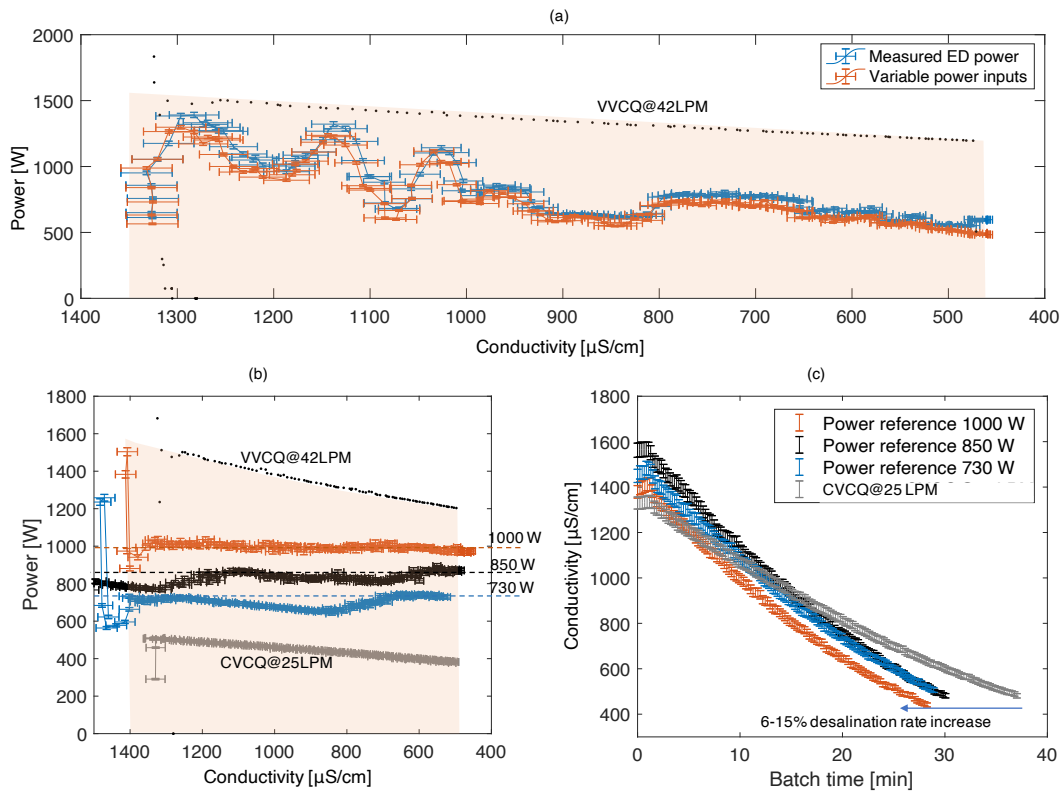 (a)
2000
1500
1000
500
0
Power [W]
Measured ED power
Variable power inputs
VVCQ@42LPM
1400 1300 1200 1100 1000 900 800 700 600 500 400
Conductivity [µS/cm]
(b)
1800
1600
1400
1200
1000
800
600
400
200
0
Power [W]
VVCQ@42LPM
1000 W
850 W
730 W
CVCQ@25LPM
1400 1200 1000 800 600 400
Conductivity [µS/cm]
(c)
1800
1600
1400
1200
1000
800
600
400
Conductivity [µS/cm]
Power reference 1000 W
Power reference 850 W
Power reference 730 W
CVCQ@25LPM
6-15% desalination rate increase
0 10 20 30 40
Batch time [min]